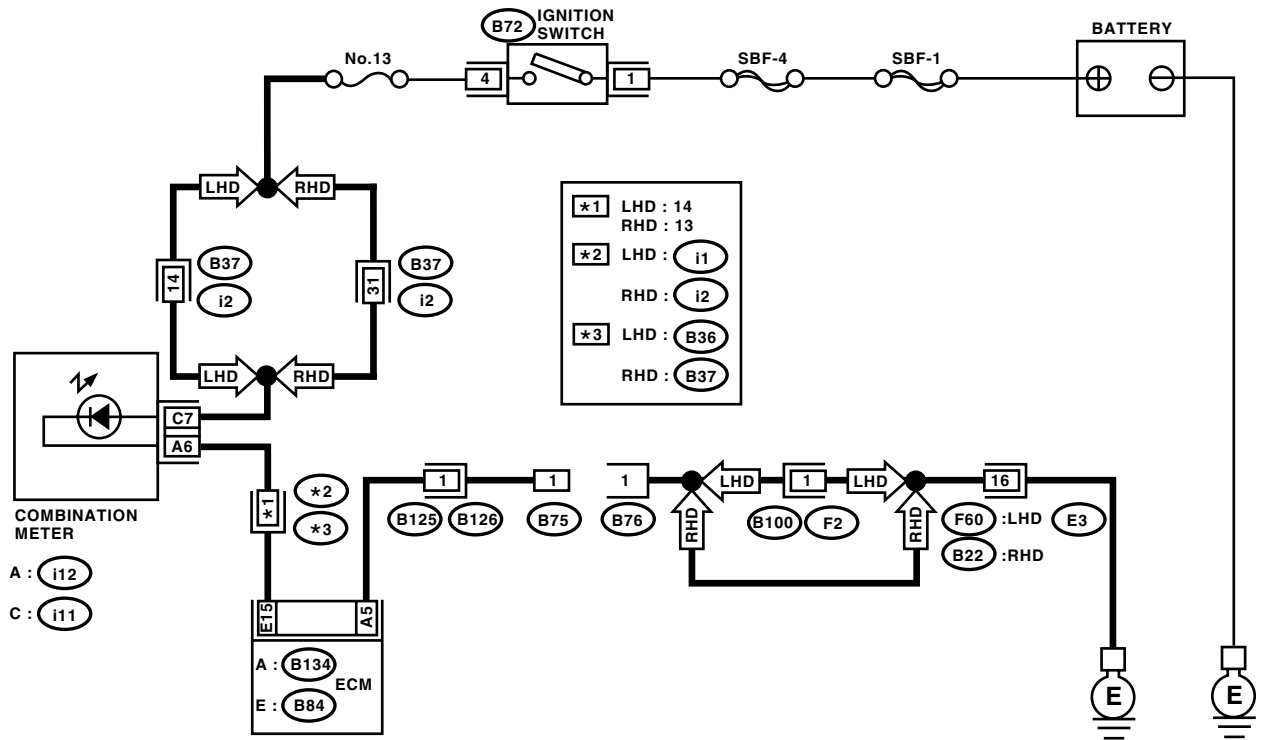 B72
IGNITION
SWITCH
BATTERY
No.13
4
1
SBF-4
SBF-1
LHD
RHD
14
B37
i2
31
B37
i2
LHD
RHD
*1 LHD : 14
RHD : 13
*2 LHD : i1
RHD : i2
*3 LHD : B36
RHD : B37
C7
A6
COMBINATION
METER
A : i12
C : i11
*1
*2
*3
1
B125
B126
1
B75
1
B76
LHD
1
LHD
16
B100
F2
RHD
RHD
F60 :LHD
E3
B22 :RHD
E15
A5
A : B134
ECM
E : B84
E
E